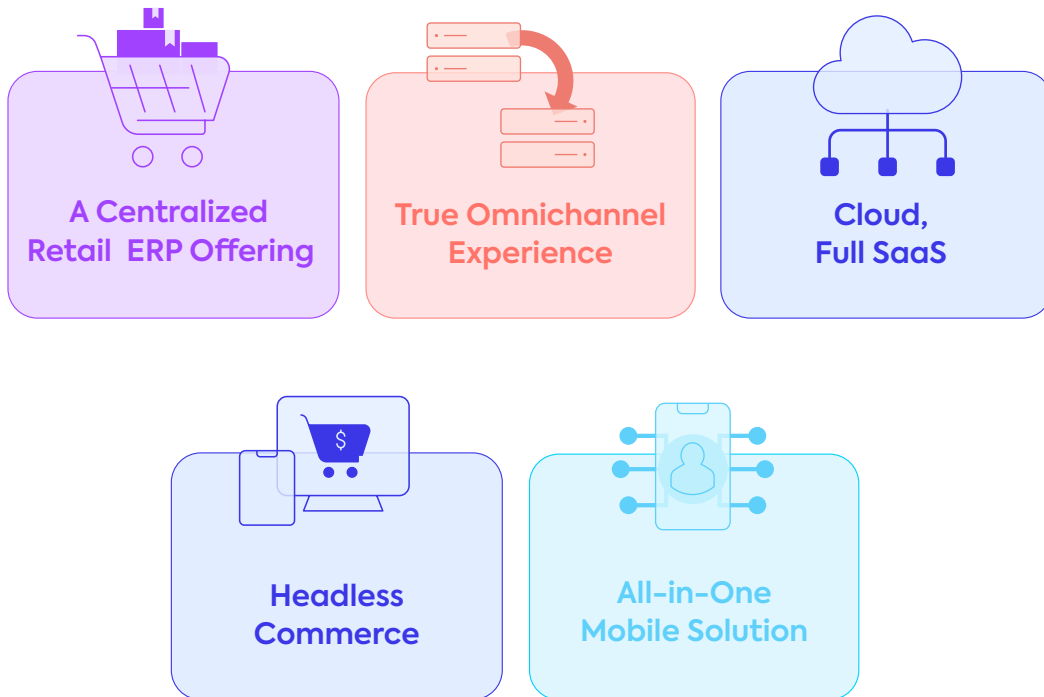 A Centralized
Retail ERP Offering
True Omnichannel
Experience
Cloud,
Full SaaS
$
Headless
Commerce
All-in-One
Mobile Solution